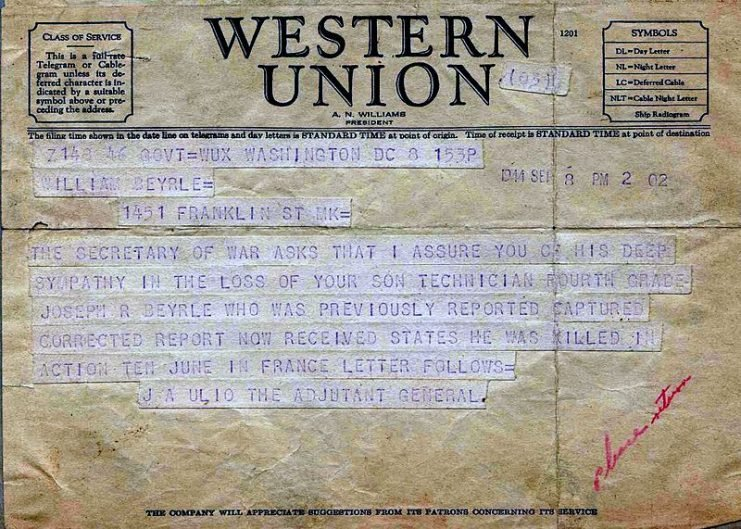 CLASS OF SERVICE
This is a full-rate
Telegram or Cable-
gram unless its de-
ferred character is in-
dicated by a suitable
symbol above or pre-
ceding the address.
WESTERN
UNION
A. N. WILLIAMS
PRESIDENT
1201
SYMBOLS
DL=Day Letter
NL=Night Letter
LC=Deferred Cable
NLT=Cable Night Letter
Ship Radiogram
The filing time shown in the date line on telegrams and day letters is STANDARD TIME at point of origin. Time of receipt is STANDARD TIME at point of destination
46 GOVT=WUX WASHINGTON DC 8 153P
WILLIAM BEYRLE=
1944 SEP 8 PM 2 02
1451 FRANKLIN ST MK=
THE SECRETARY OF WAR ASKS THAT I ASSURE YOU OF HIS DEEP
SYMPATHY IN THE LOSS OF YOUR SON TECHNICIAN FOURTH GRADE
JOSEPH R BEYRLE WHO WAS PREVIOUSLY REPORTED CAPTURED
CORRECTED REPORT NOW RECEIVED STATES HE WAS KILLED IN
ACTION TEN JUNE IN FRANCE LETTER FOLLOWS=
J A ULIO THE ADJUTANT GENERAL.
please return
THE COMPANY WILL APPRECIATE SUGGESTIONS FROM ITS PATRONS CONCERNING ITS SERVICE